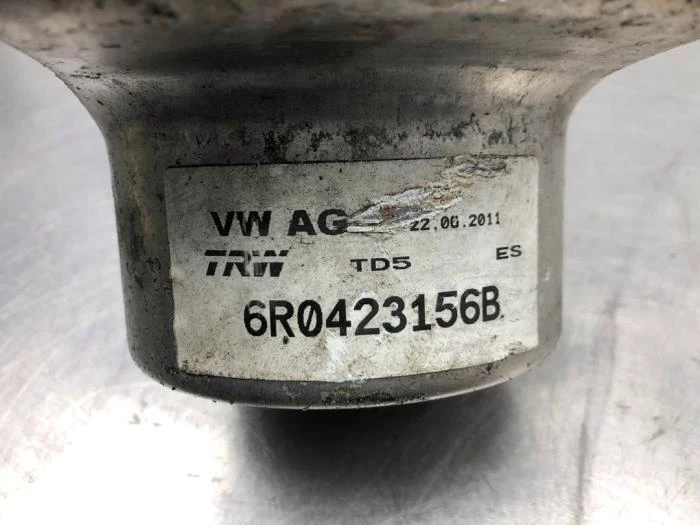 VW AG 22.06.2011
TRW TD5 ES
6R0423156B